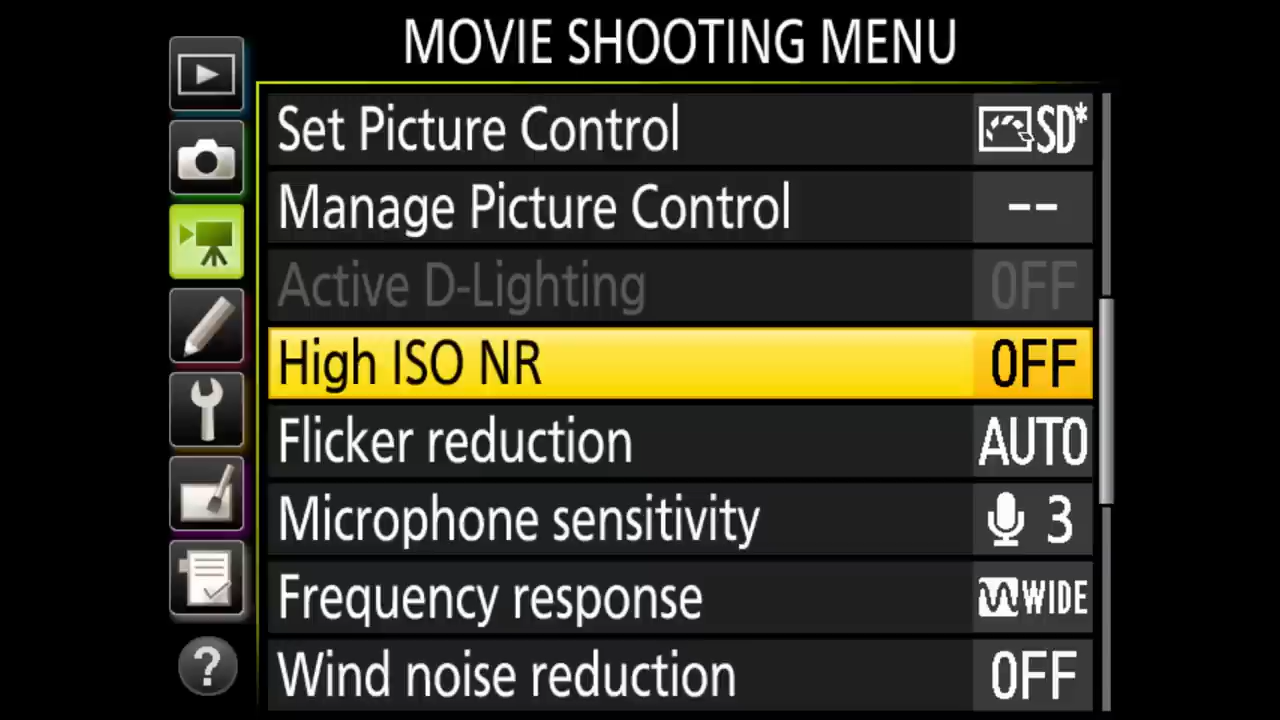 MOVIE SHOOTING MENU
Set Picture Control SD*
Manage Picture Control --
Active D-Lighting OFF
High ISO NR OFF
Flicker reduction AUTO
Microphone sensitivity 3
Frequency response WIDE
Wind noise reduction OFF
?